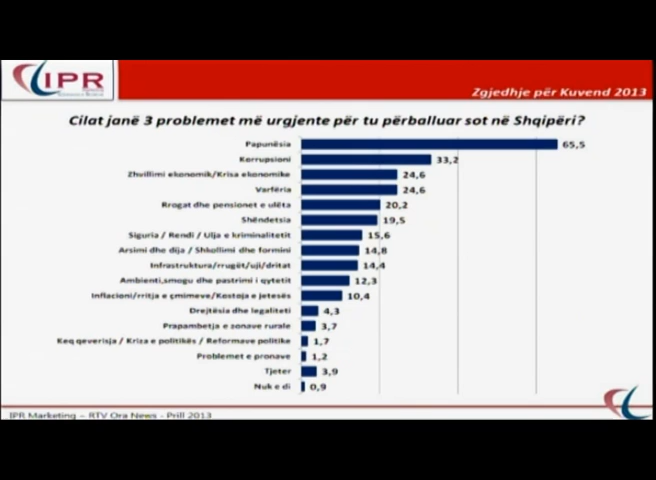 IPR
Zgjedhje për Kuvend 2013
Cilat janë 3 problemet më urgjente për tu përballuar sot në Shqipëri?
Papunësia 65,5
Korrupsioni 33,2
Zhvillimi ekonomik/Krisa ekonomike 24,6
Varfëria 24,6
Rrogat dhe pensionet e ulëta 20,2
Shëndetsia 19,5
Siguria / Rendi / Ulja e kriminalitetit 15,6
Arsimi dhe dija / Shkollimi dhe formini 14,8
Infrastruktura/rrugët/uji/dritat 14,4
Ambienti,smogu dhe pastrimi i qytetit 12,3
Inflacioni/rritja e çmimeve/Kostoja e jetesës 10,4
Drejtësia dhe legaliteti 4,3
Prapambetja e zonave rurale 3,7
Keq qeverisja / Kriza e politikës / Reformave politike 1,7
Problemet e pronave 1,2
Tjeter 3,9
Nuk e di 0,9
IPR Marketing – RTV Ora News - Prill 2013